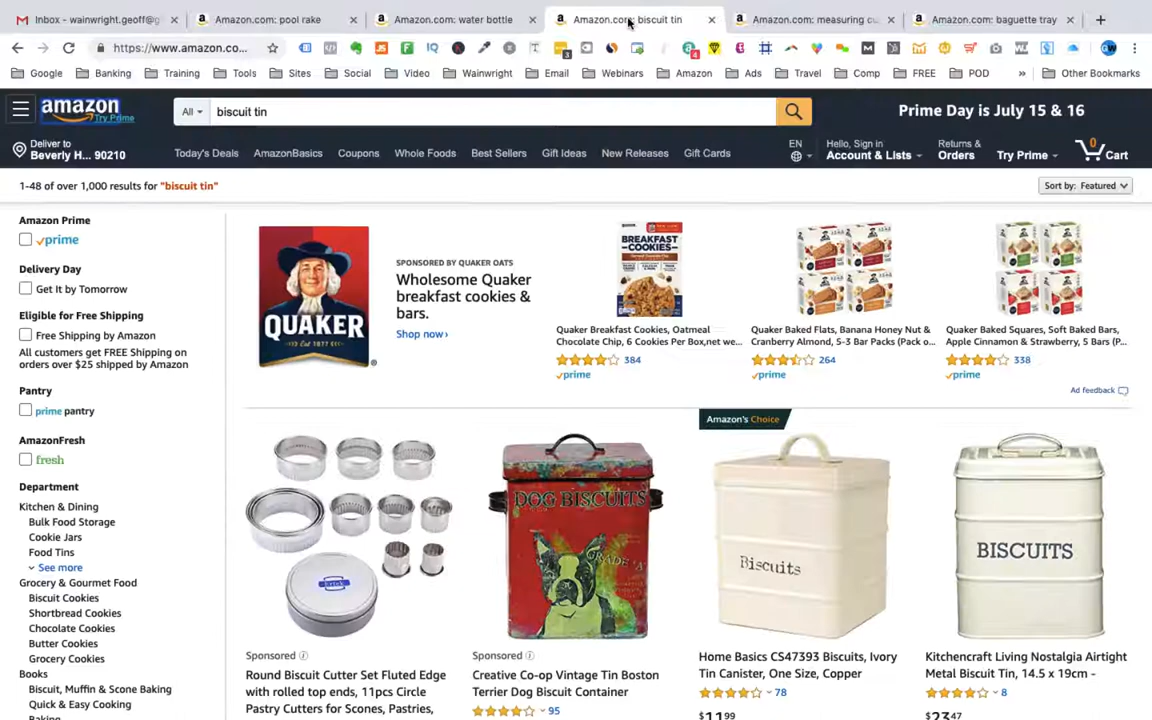 Inbox - wainwright.geoff@g
Amazon.com: pool rake
Amazon.com: water bottle
Amazon.com: biscuit tin
Amazon.com: measuring cu
Amazon.com: baguette tray
https://www.amazon.co...
Google
Banking
Training
Tools
Sites
Social
Video
Wainwright
Email
Webinars
Amazon
Ads
Travel
Comp
FREE
POD
»
Other Bookmarks
amazon
Try Prime
All
biscuit tin
Prime Day is July 15 & 16
Deliver to
Beverly H... 90210
Today's Deals
AmazonBasics
Coupons
Whole Foods
Best Sellers
Gift Ideas
New Releases
Gift Cards
EN
Hello, Sign in
Account & Lists
Returns &
Orders
Try Prime
0
Cart
1-48 of over 1,000 results for "biscuit tin"
Sort by: Featured
Amazon Prime
prime
Delivery Day
Get It by Tomorrow
Eligible for Free Shipping
Free Shipping by Amazon
All customers get FREE Shipping on
orders over $25 shipped by Amazon
Pantry
prime pantry
AmazonFresh
fresh
Department
Kitchen & Dining
Bulk Food Storage
Cookie Jars
Food Tins
See more
Grocery & Gourmet Food
Biscuit Cookies
Shortbread Cookies
Chocolate Cookies
Butter Cookies
Grocery Cookies
Books
Biscuit, Muffin & Scone Baking
Quick & Easy Cooking
Baking
QUAKER
EST 1877
SPONSORED BY QUAKER OATS
Wholesome Quaker
breakfast cookies &
bars.
Shop now›
BREAKFAST
COOKIES
Quaker Breakfast Cookies, Oatmeal
Chocolate Chip, 6 Cookies Per Box,net we...
384
prime
Quaker Baked Flats, Banana Honey Nut &
Cranberry Almond, 5-3 Bar Packs (Pack o...
264
prime
Quaker Baked Squares, Soft Baked Bars,
Apple Cinnamon & Strawberry, 5 Bars (P...
338
prime
Ad feedback
Amazon's Choice
DOG BISCUITS
GRADE 'A'
Biscuits
BISCUITS
Sponsored
Round Biscuit Cutter Set Fluted Edge
with rolled top ends, 11pcs Circle
Pastry Cutters for Scones, Pastries,
Sponsored
Creative Co-op Vintage Tin Boston
Terrier Dog Biscuit Container
95
Home Basics CS47393 Biscuits, Ivory
Tin Canister, One Size, Copper
78
$11.99
Kitchencraft Living Nostalgia Airtight
Metal Biscuit Tin, 14.5 x 19cm -
8
$23.47